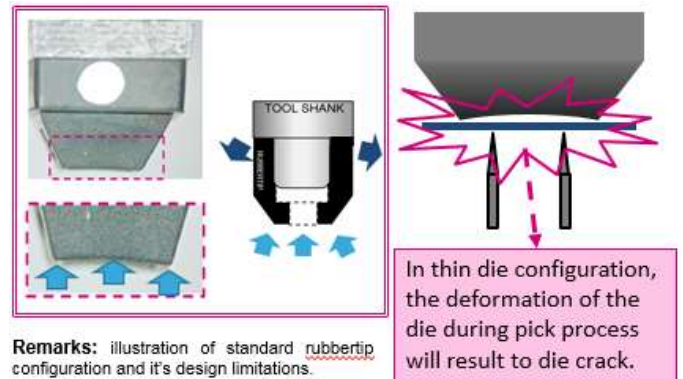 TOOL SHANK
RUBBERTIP
Remarks: illustration of standard rubbertip
configuration and it's design limitations.
In thin die configuration,
the deformation of the
die during pick process
will result to die crack.